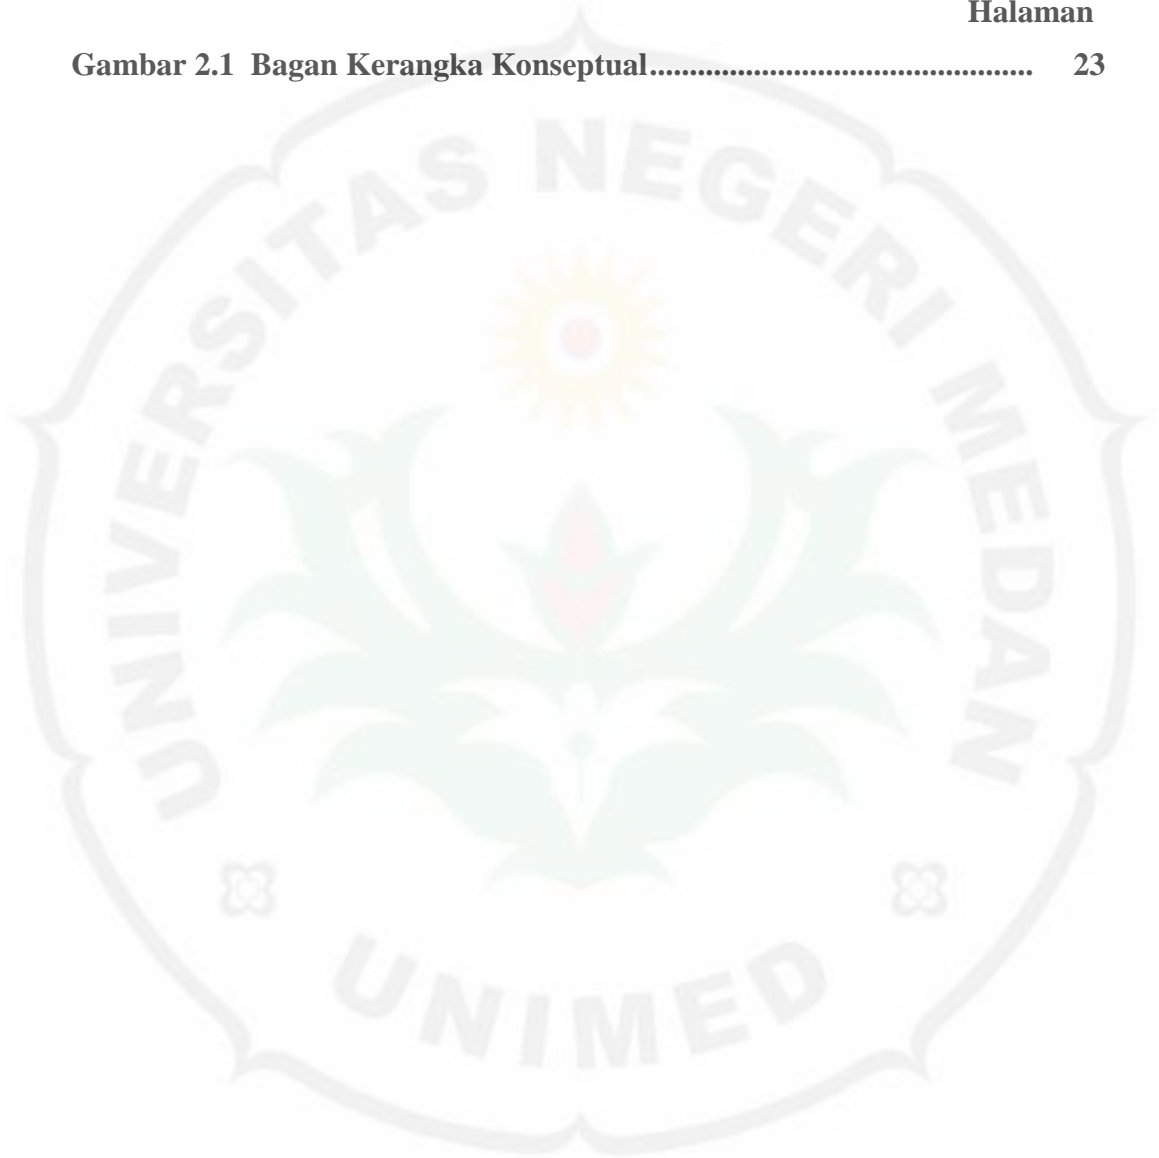 Halaman
Gambar 2.1 Bagan Kerangka Konseptual................................................ 23
UNIVERSITAS NEGERI MEDAN
UNIMED